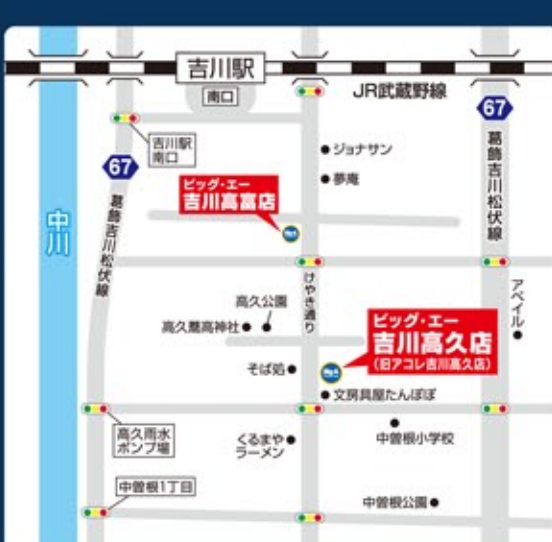 吉川駅
南口
JR武蔵野線
67
吉川駅
南口
ジョナサン
67
夢庵
ビッグ・エー
吉川高富店
葛飾吉川松伏線
葛飾吉川松伏線
中川
けやき通り
アベイル
高久公園
高久鷺高神社
ビッグ・エー
吉川高久店
(旧アコレ吉川高久店)
そば処
文房具屋たんぽぽ
高久雨水
ポンプ場
くるまや
ラーメン
中曽根小学校
中曽根1丁目
中曽根公園